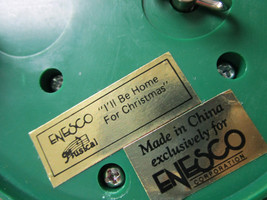 "I'll Be Home
For Christmas"
ENESCO
Musical
Made in China
exclusively for
ENESCO
CORPORATION